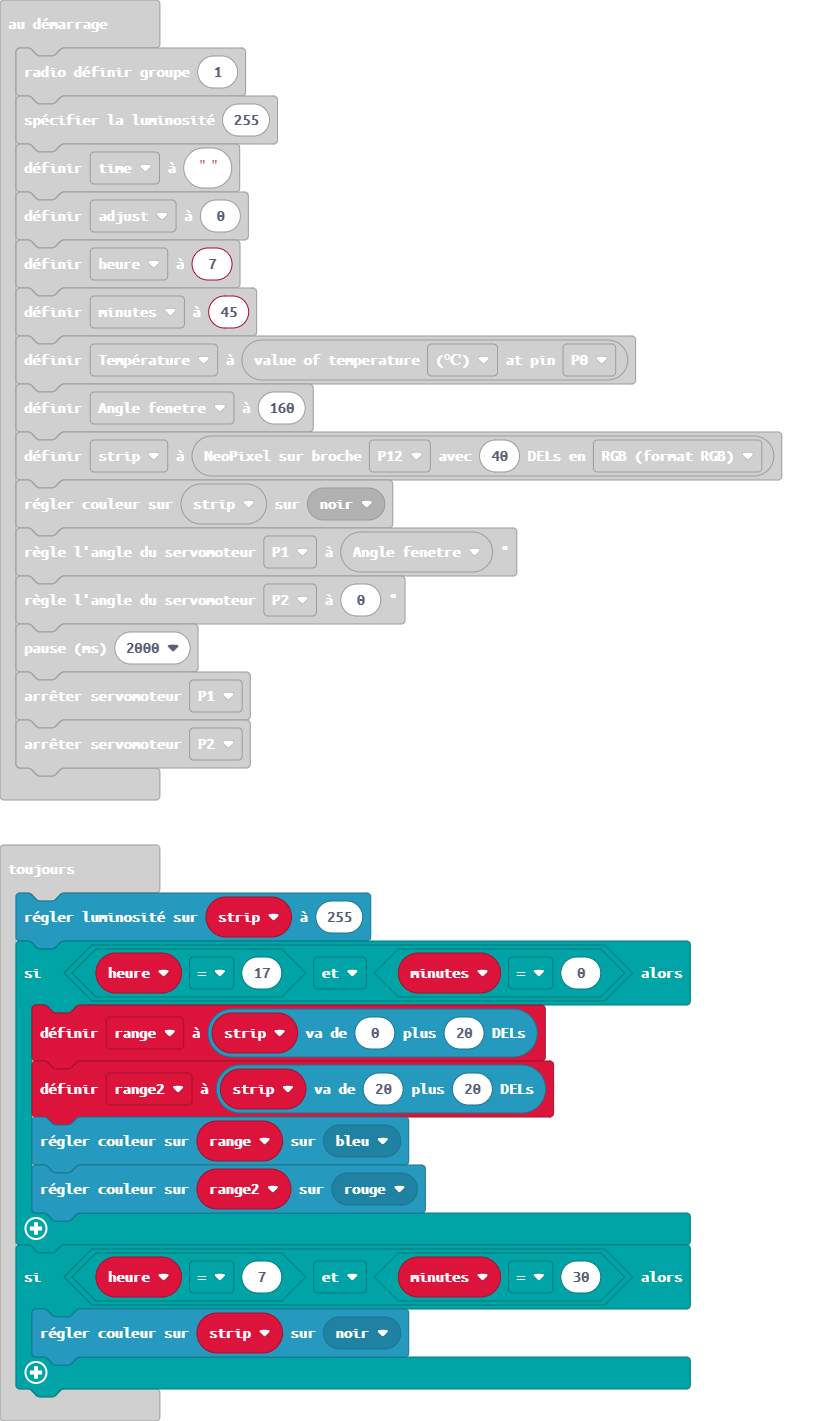 au démarrage
radio définir groupe 1
spécifier la luminosité 255
définir time à " "
définir adjust à 0
définir heure à 7
définir minutes à 45
définir Température à value of temperature (℃) at pin P0
définir Angle fenetre à 160
définir strip à NeoPixel sur broche P12 avec 40 DELs en RGB (format RGB)
régler couleur sur strip sur noir
règle l'angle du servomoteur P1 à Angle fenetre °
règle l'angle du servomoteur P2 à 0 °
pause (ms) 2000
arrêter servomoteur P1
arrêter servomoteur P2
toujours
régler luminosité sur strip à 255
si heure = 17 et minutes = 0 alors
définir range à strip va de 0 plus 20 DELs
définir range2 à strip va de 20 plus 20 DELs
régler couleur sur range sur bleu
régler couleur sur range2 sur rouge
si heure = 7 et minutes = 30 alors
régler couleur sur strip sur noir